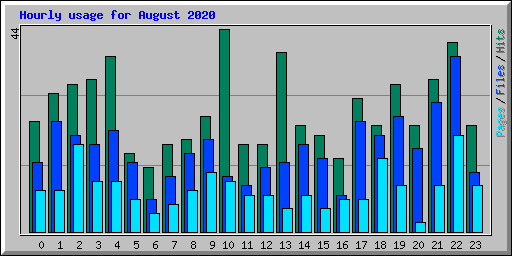 Hourly usage for August 2020
44
Pages/Files/Hits
0 1 2 3 4 5 6 7 8 9 10 11 12 13 14 15 16 17 18 19 20 21 22 23